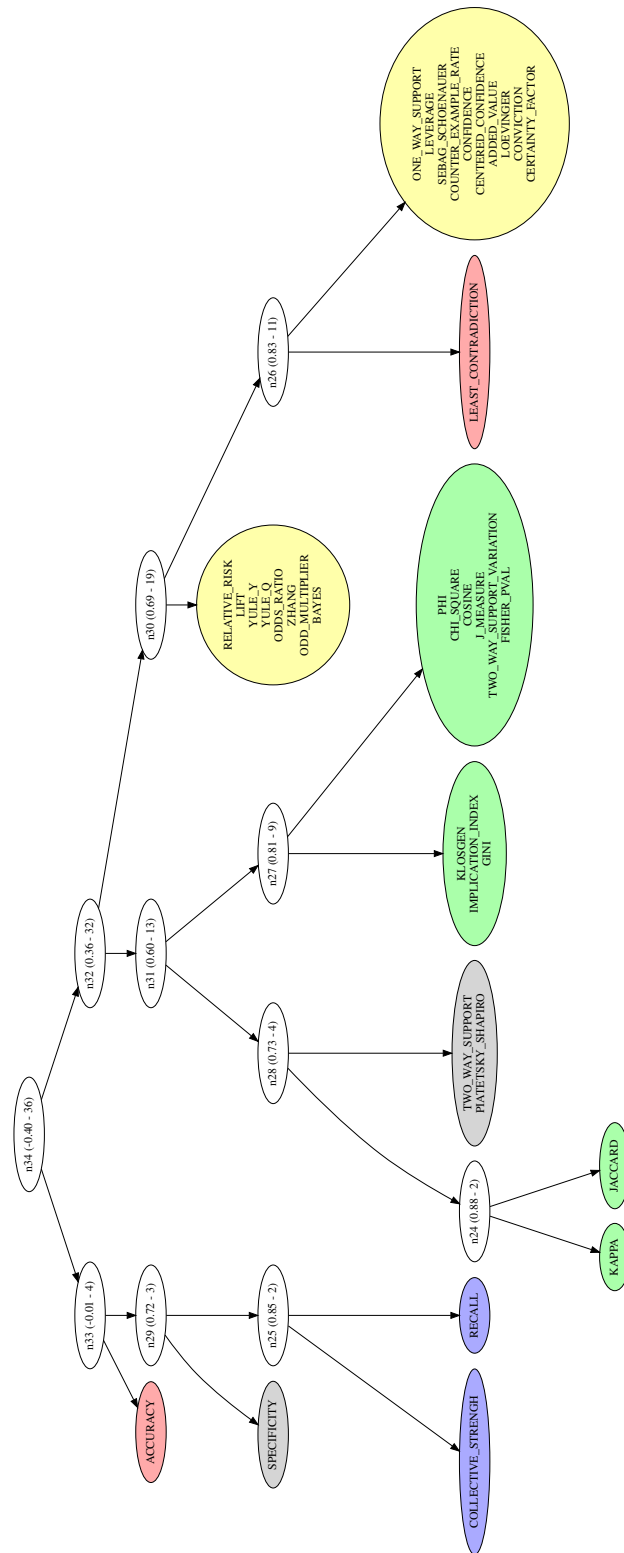 n34 (-0.40 - 36)
n33 (-0.01 - 4)
n32 (0.36 - 32)
ACCURACY
n29 (0.72 - 3)
n31 (0.60 - 13)
n30 (0.69 - 19)
SPECIFICITY
n25 (0.85 - 2)
n28 (0.73 - 4)
n27 (0.81 - 9)
RELATIVE_RISK
LIFT
YULE_Y
YULE_Q
ODDS_RATIO
ZHANG
ODD_MULTIPLIER
BAYES
n26 (0.83 - 11)
COLLECTIVE_STRENGH
RECALL
n24 (0.88 - 2)
TWO_WAY_SUPPORT
PIATETSKY_SHAPIRO
KLOSGEN
IMPLICATION_INDEX
GINI
PHI
CHI_SQUARE
COSINE
J_MEASURE
TWO_WAY_SUPPORT_VARIATION
FISHER_PVAL
LEAST_CONTRADICTION
ONE_WAY_SUPPORT
LEVERAGE
SEBAG_SCHOENAUER
COUNTER_EXAMPLE_RATE
CONFIDENCE
CENTERED_CONFIDENCE
ADDED_VALUE
LOEVINGER
CONVICTION
CERTAINTY_FACTOR
KAPPA
JACCARD